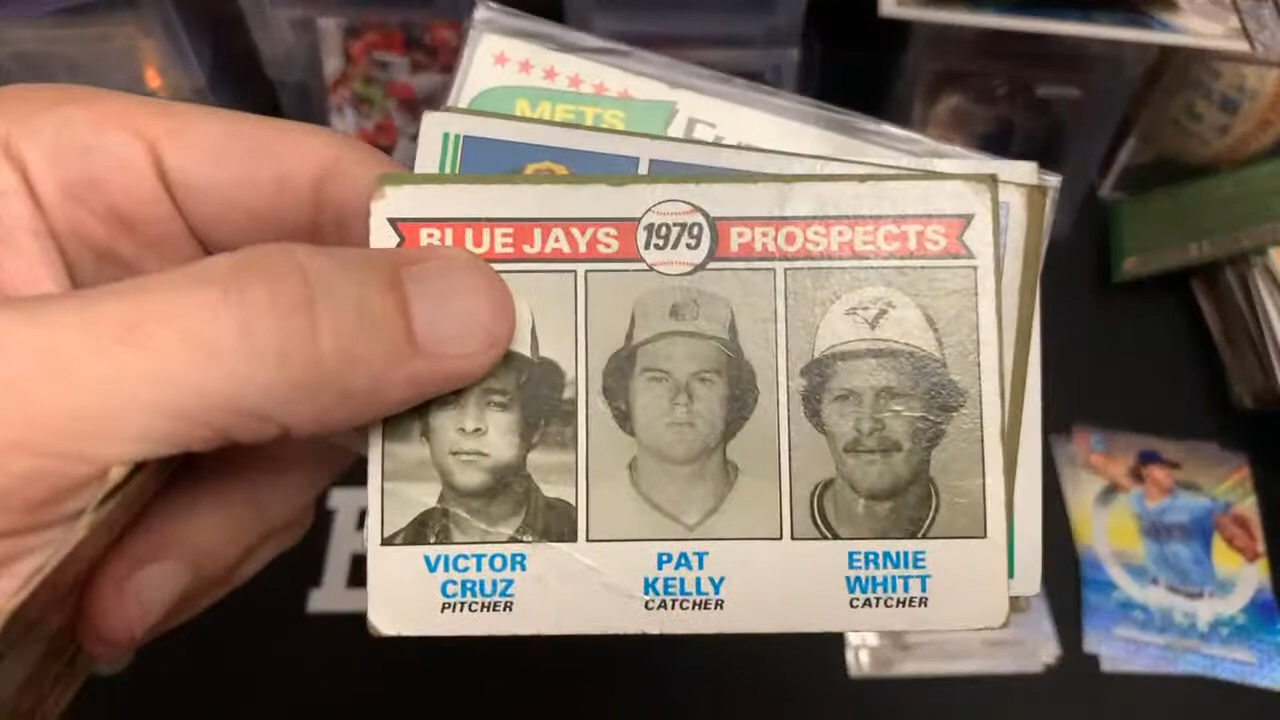 METS
BLUE JAYS 1979 PROSPECTS
VICTOR
CRUZ
PITCHER
PAT
KELLY
CATCHER
ERNIE
WHITT
CATCHER